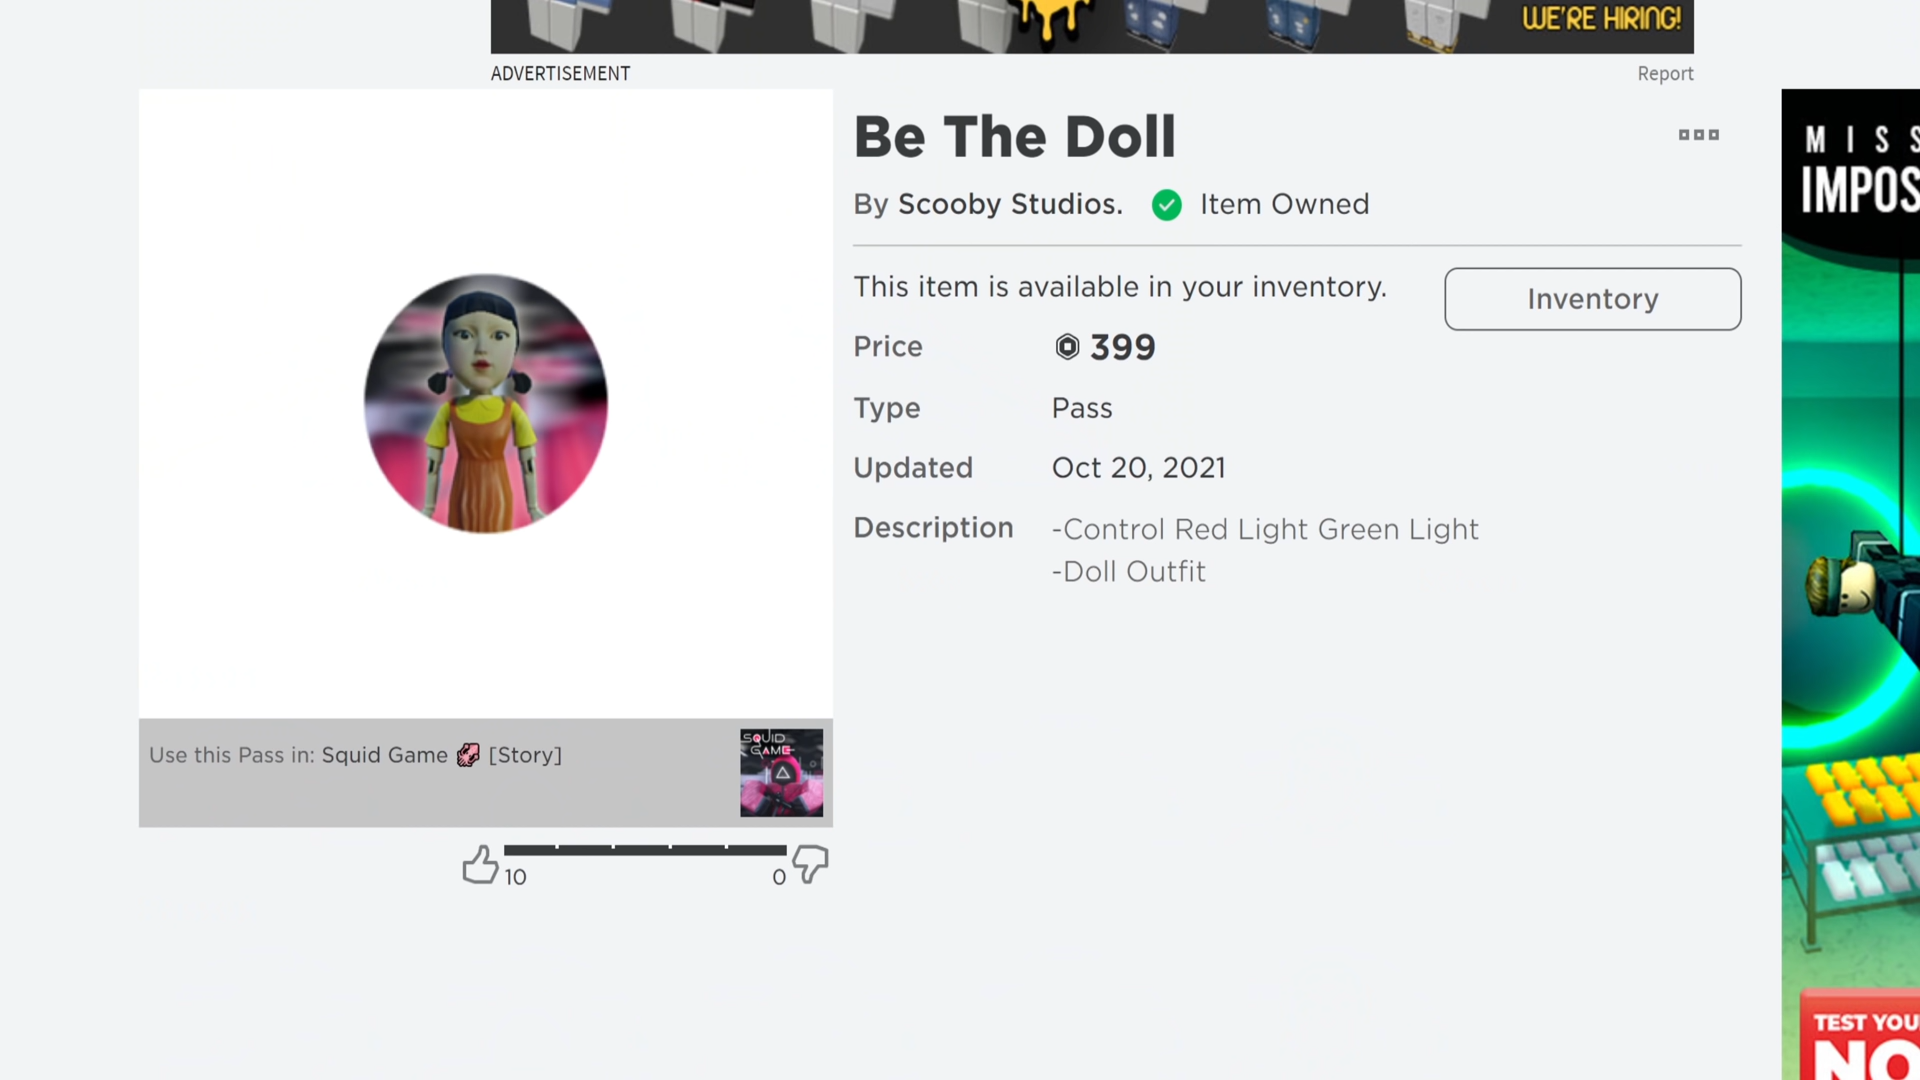 WE'RE HIRING!
ADVERTISEMENT
Report
Be The Doll
By Scooby Studios.
Item Owned
This item is available in your inventory.
Inventory
Price
399
Type
Pass
Updated
Oct 20, 2021
Description
-Control Red Light Green Light
-Doll Outfit
Use this Pass in: Squid Game 🦑 [Story]
SQUID
GAME
10
0
MISS
IMPOS
TEST YOU
NO